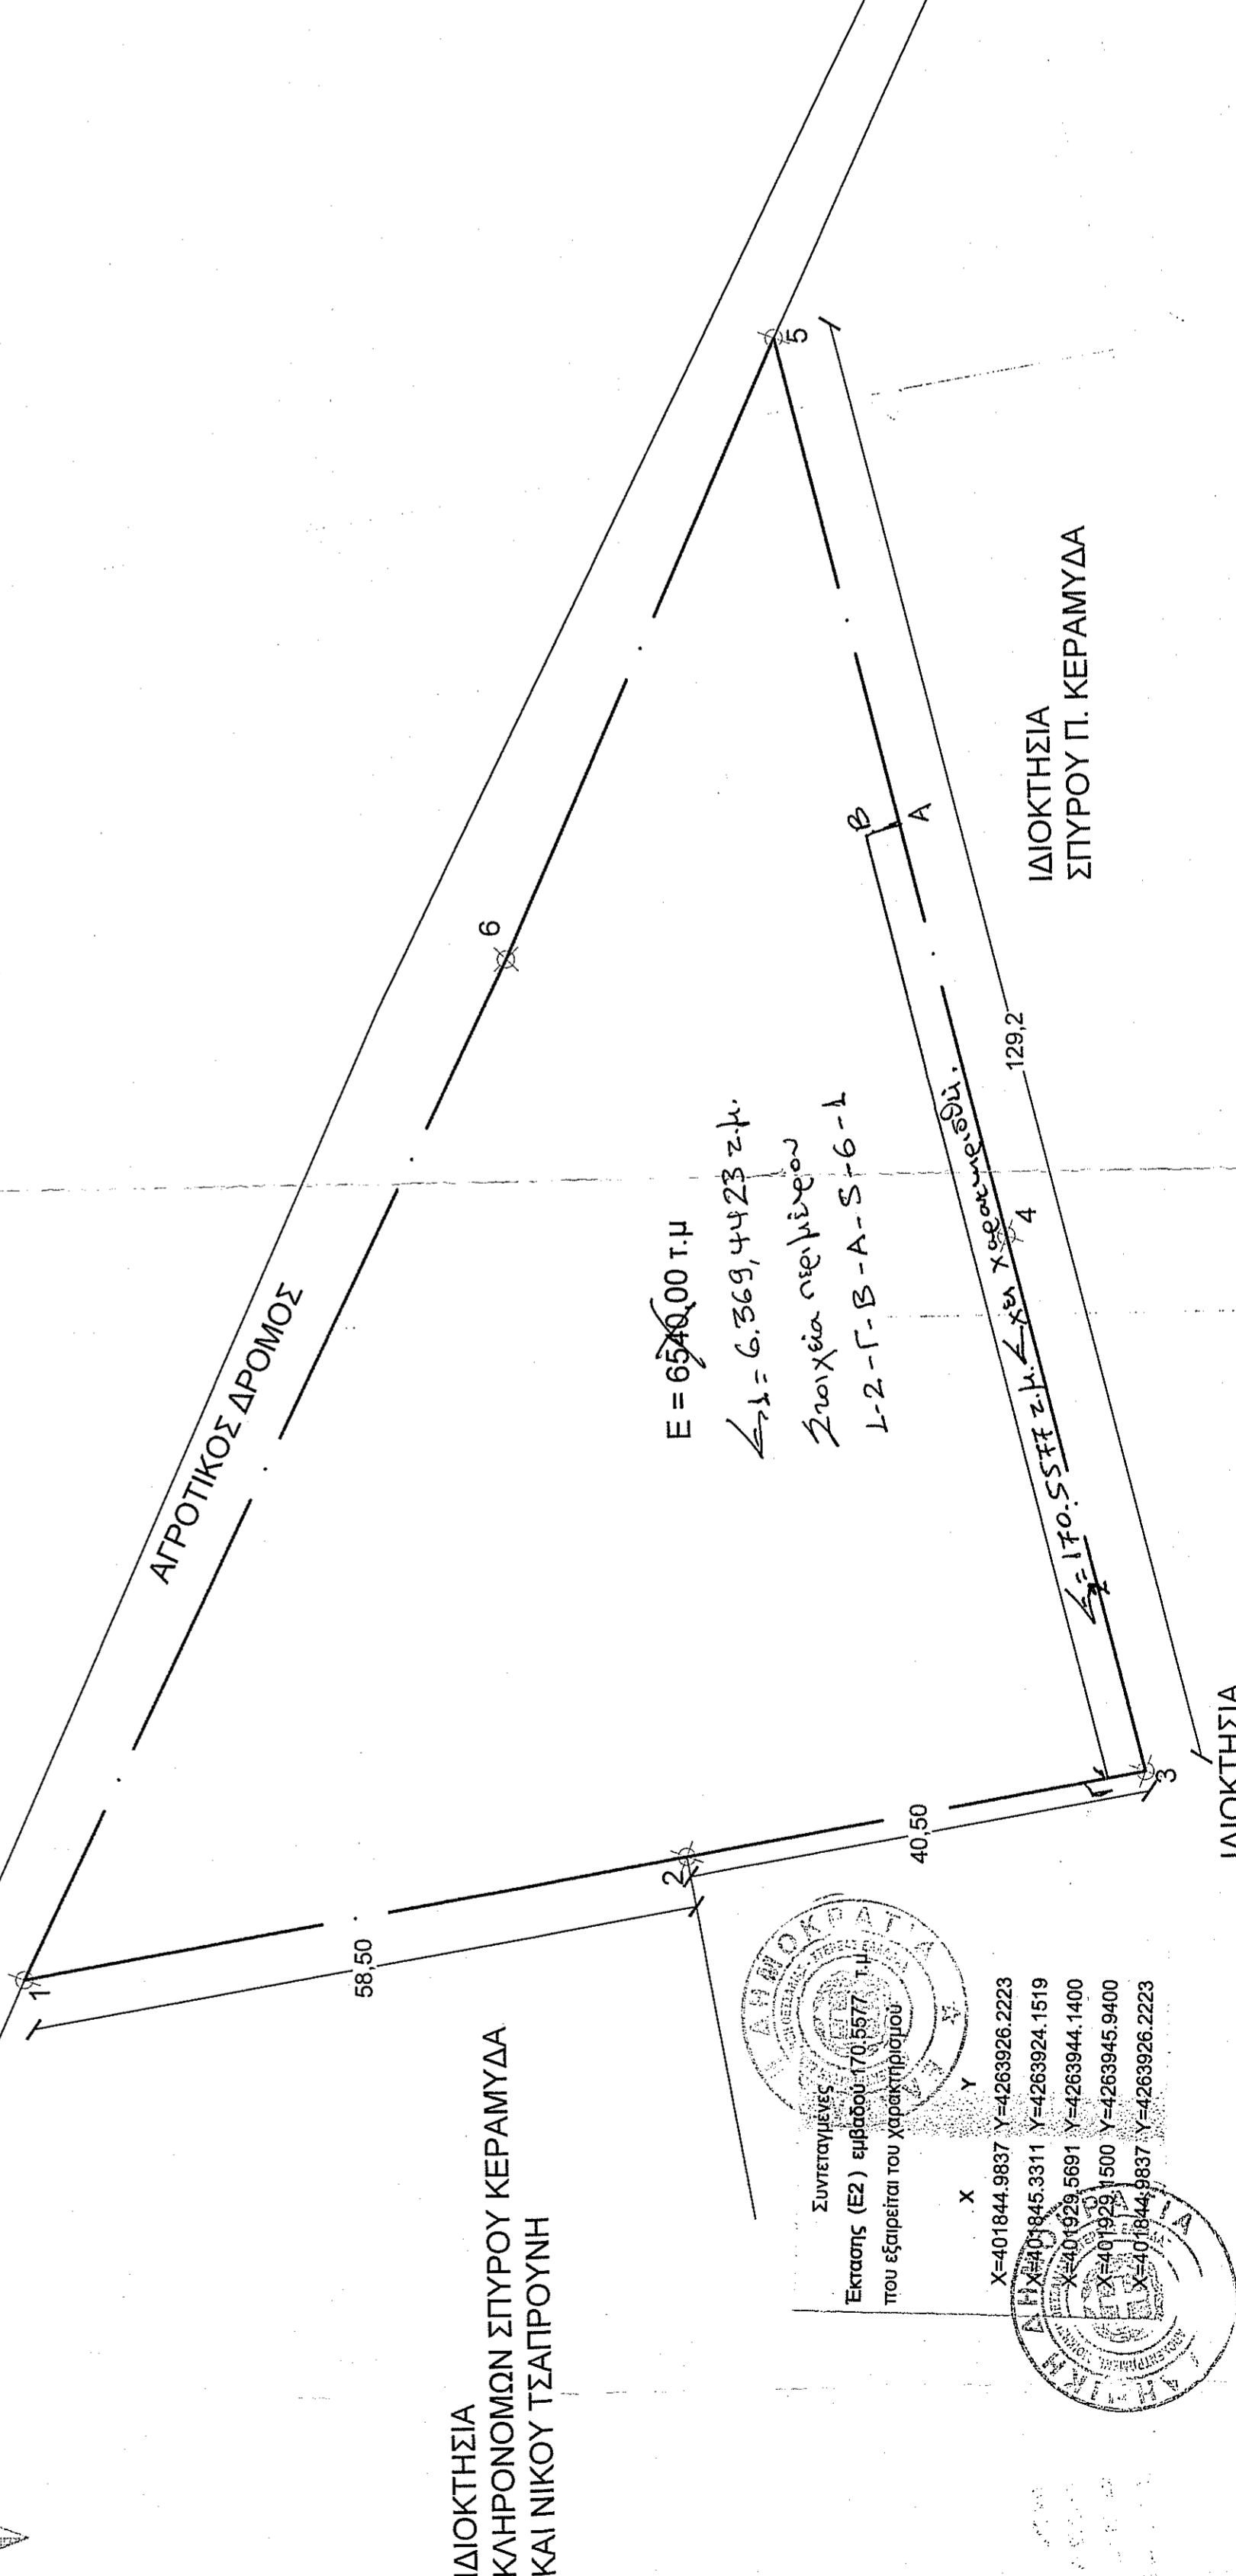 ΑΓΡΟΤΙΚΟΣ ΔΡΟΜΟΣ
1
58,50
2
40,50
3
4
5
6
Β
Α
Γ
129,2
Ε = 6540,00 τ.μ
Ε1 = 6.369,4423 τ.μ.
Στοιχεία περιμέτρου
1-2-Γ-Β-Α-5-6-1
Ε2=170.5577 τ.μ. Έχει χαρακτηρισθεί.
ΙΔΙΟΚΤΗΣΙΑ
ΣΠΥΡΟΥ Π. ΚΕΡΑΜΥΔΑ
ΙΔΙΟΚΤΗΣΙΑ
ΙΔΙΟΚΤΗΣΙΑ
ΚΛΗΡΟΝΟΜΩΝ ΣΠΥΡΟΥ ΚΕΡΑΜΥΔΑ
ΚΑΙ ΝΙΚΟΥ ΤΣΑΠΡΟΥΝΗ
Συντεταγμένες
Έκτασης (Ε2 ) εμβαδού 170.5577 τ.μ.
που εξαιρείται του χαρακτηρισμού
Χ Υ
X=401844.9837 Y=4263926.2223
X=401845.3311 Y=4263924.1519
X=401929.5691 Y=4263944.1400
X=401929.1500 Y=4263945.9400
X=401844.9837 Y=4263926.2223
ΔΗΜΟΚΡΑΤΙΑ